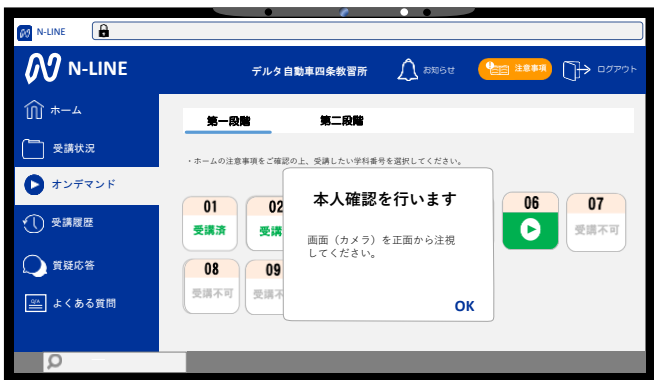 N-LINE
N-LINE
デルタ自動車四条教習所
お知らせ
注意事項
ログアウト
ホーム
受講状況
オンデマンド
受講履歴
質疑応答
Q/A
よくある質問
第一段階
第二段階
・ホームの注意事項をご確認の上、受講したい学科番号を選択してください。
01
受講済
02
受講
06
07
受講不可
08
受講不可
09
受講不
本人確認を行います
画面（カメラ）を正面から注視
してください。
OK